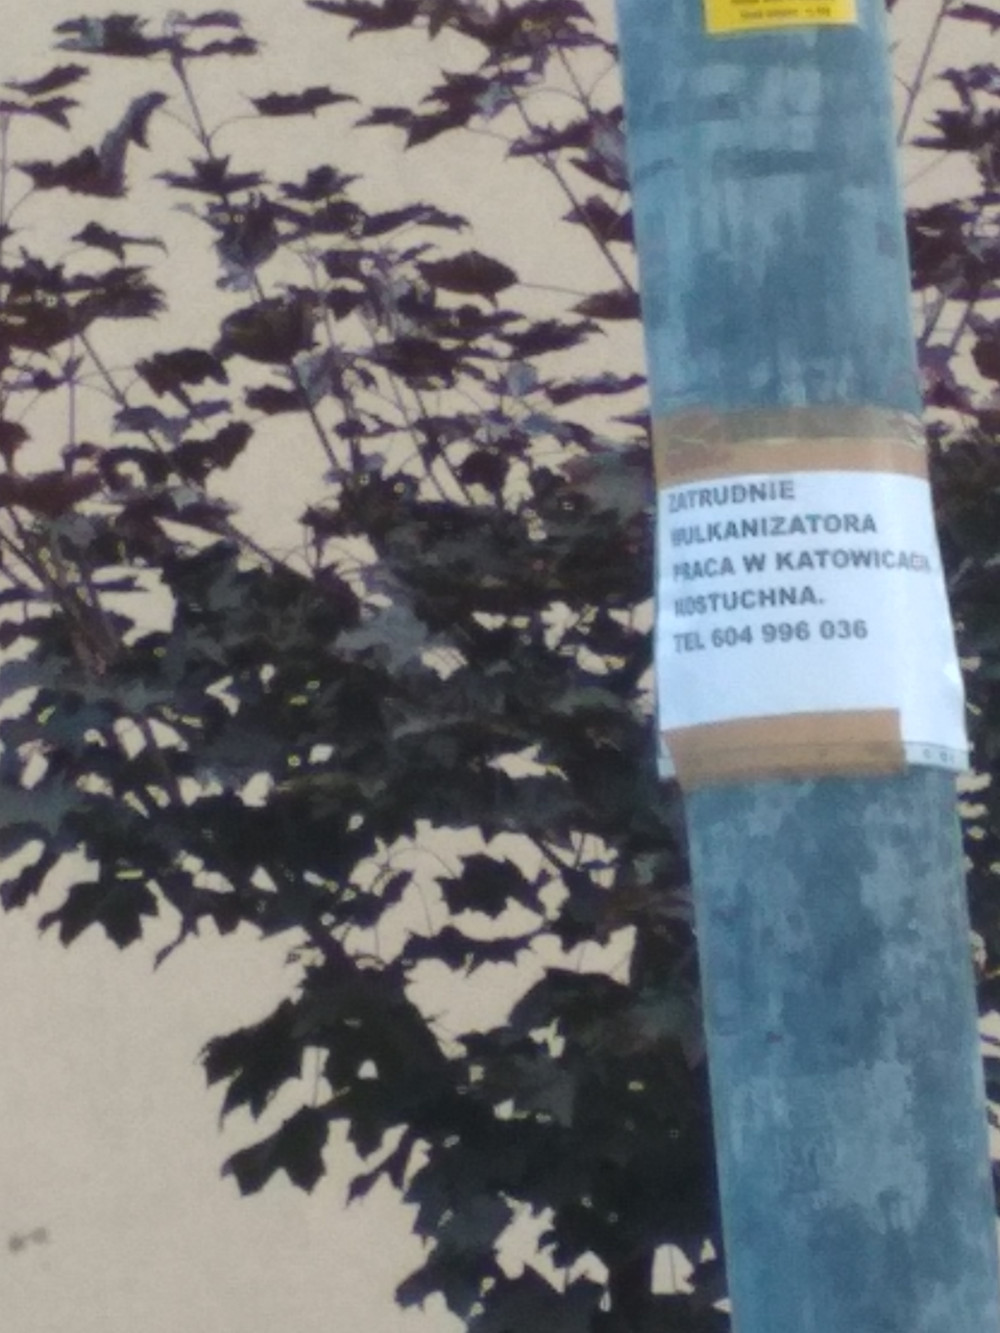 ZATRUDNIE
WULKANIZATORA
PRACA W KATOWICACH
KOSTUCHNA.
TEL 604 996 036